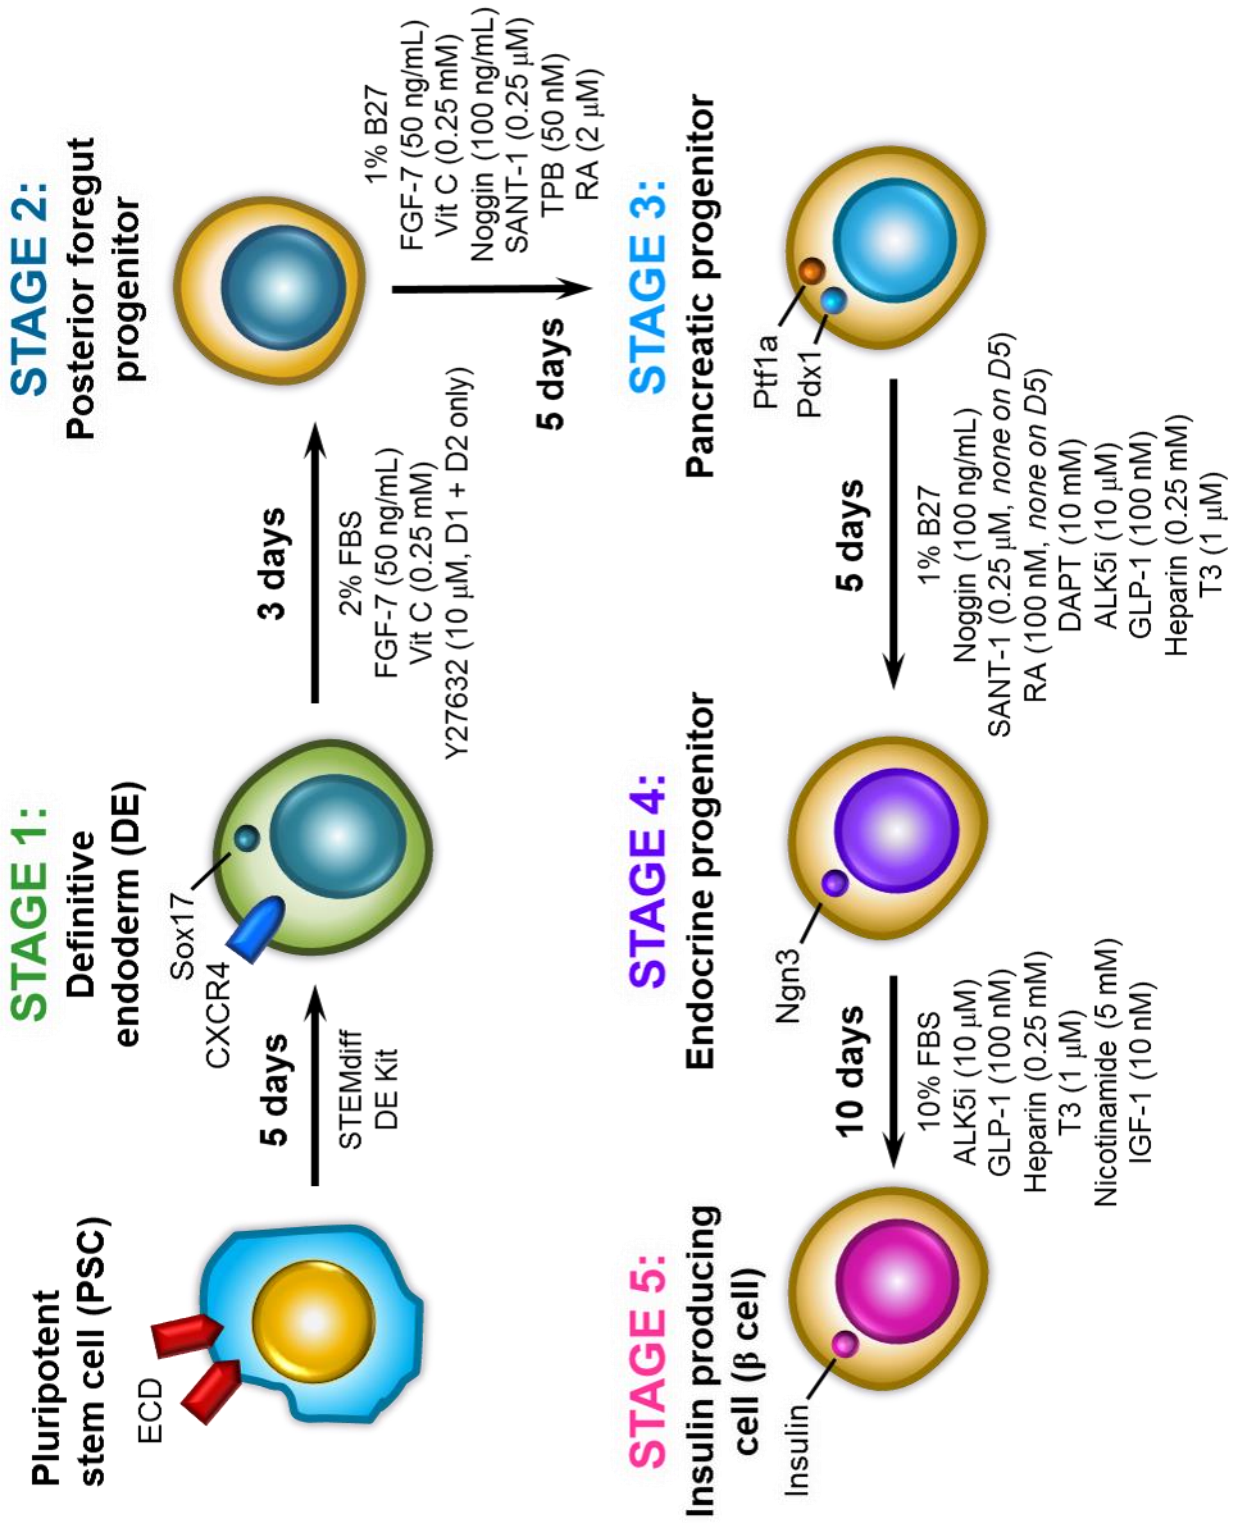 Pluripotent
stem cell (PSC)
ECD
5 days
STEMdiff
DE Kit
STAGE 1:
Definitive
endoderm (DE)
Sox17
CXCR4
3 days
2% FBS
FGF-7 (50 ng/mL)
Vit C (0.25 mM)
Y27632 (10 μM, D1 + D2 only)
STAGE 2:
Posterior foregut
progenitor
5 days
1% B27
FGF-7 (50 ng/mL)
Vit C (0.25 mM)
Noggin (100 ng/mL)
SANT-1 (0.25 μM)
TPB (50 nM)
RA (2 μM)
STAGE 3:
Pancreatic progenitor
Ptf1a
Pdx1
5 days
1% B27
Noggin (100 ng/mL)
SANT-1 (0.25 μM, none on D5)
RA (100 nM, none on D5)
DAPT (10 mM)
ALK5i (10 μM)
GLP-1 (100 nM)
Heparin (0.25 mM)
T3 (1 μM)
STAGE 4:
Endocrine progenitor
Ngn3
10 days
10% FBS
ALK5i (10 μM)
GLP-1 (100 nM)
Heparin (0.25 mM)
T3 (1 μM)
Nicotinamide (5 mM)
IGF-1 (10 nM)
STAGE 5:
Insulin producing
cell (β cell)
Insulin